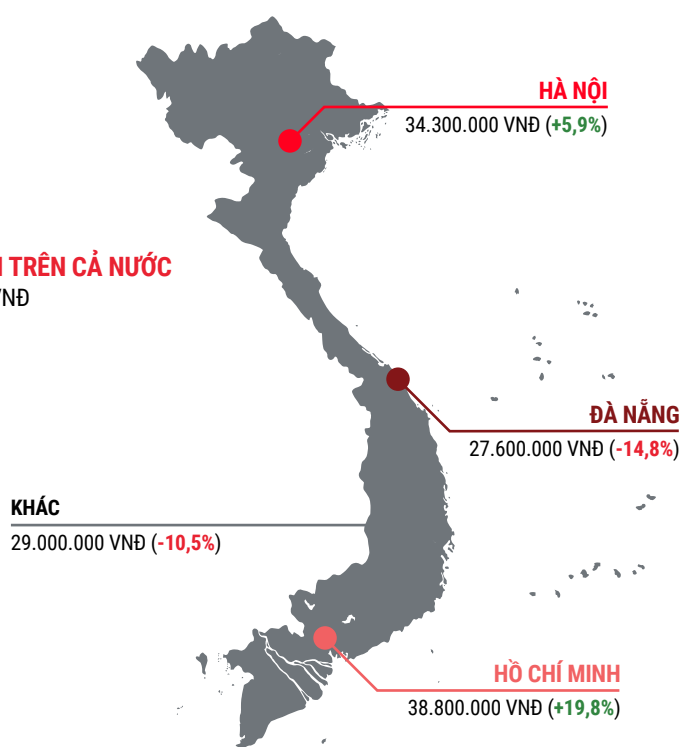 HÀ NỘI
34.300.000 VNĐ (+5,9%)
TRÊN CẢ NƯỚC
VNĐ
ĐÀ NẴNG
27.600.000 VNĐ (-14,8%)
KHÁC
29.000.000 VNĐ (-10,5%)
HỒ CHÍ MINH
38.800.000 VNĐ (+19,8%)